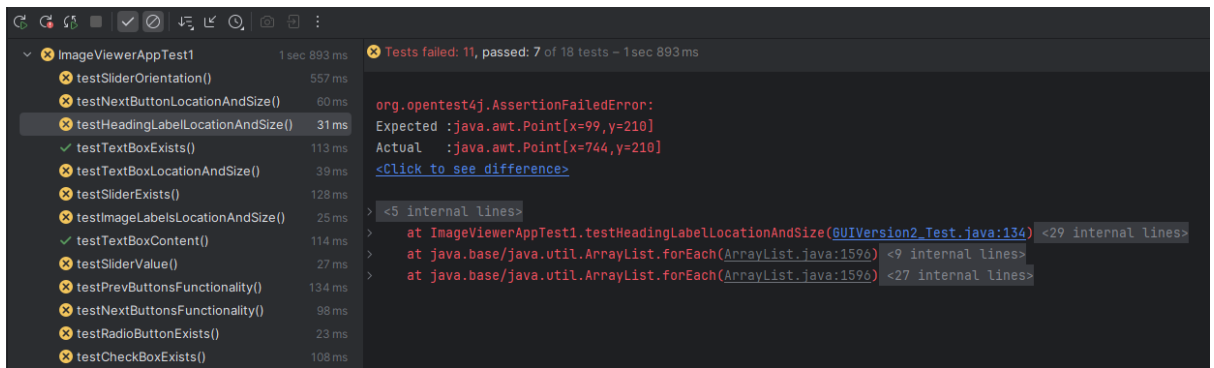 ImageViewerAppTest1 1 sec 893 ms
testSliderOrientation() 557 ms
testNextButtonLocationAndSize() 60 ms
testHeadingLabelLocationAndSize() 31 ms
testTextBoxExists() 113 ms
testTextBoxLocationAndSize() 39 ms
testSliderExists() 128 ms
testImageLabelsLocationAndSize() 25 ms
testTextBoxContent() 114 ms
testSliderValue() 27 ms
testPrevButtonsFunctionality() 134 ms
testNextButtonsFunctionality() 98 ms
testRadioButtonExists() 23 ms
testCheckBoxExists() 108 ms
Tests failed: 11, passed: 7 of 18 tests – 1 sec 893 ms
org.opentest4j.AssertionFailedError:
Expected :java.awt.Point[x=99,y=210]
Actual   :java.awt.Point[x=744,y=210]
<Click to see difference>
<5 internal lines>
at ImageViewerAppTest1.testHeadingLabelLocationAndSize(GUIVersion2_Test.java:134) <29 internal lines>
at java.base/java.util.ArrayList.forEach(ArrayList.java:1596) <9 internal lines>
at java.base/java.util.ArrayList.forEach(ArrayList.java:1596) <27 internal lines>